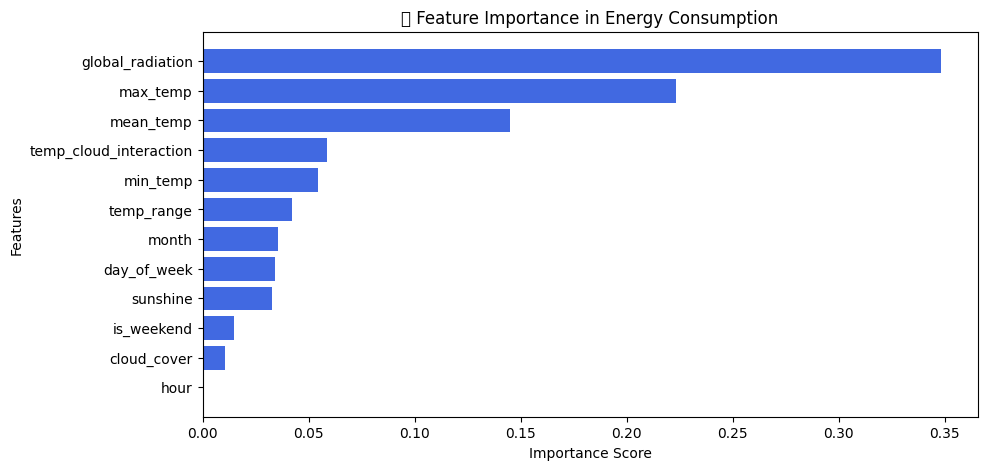 Feature Importance in Energy Consumption
global_radiation
max_temp
mean_temp
temp_cloud_interaction
min_temp
temp_range
month
day_of_week
sunshine
is_weekend
cloud_cover
hour
Features
0.00 0.05 0.10 0.15 0.20 0.25 0.30 0.35
Importance Score